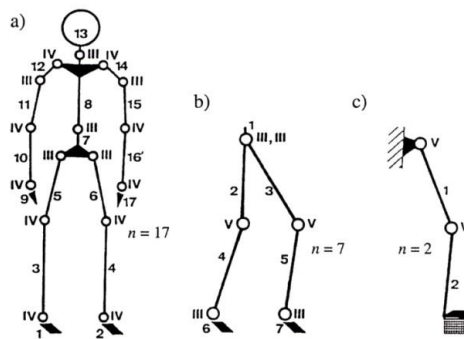 a)
13
IV III IV
12 14
III III
11 8 15
b)
c)
1
IV III IV
7
III, III
V
10 III III 16'
2 3
1
IV IV
9 5 6 17
IV IV
n = 17
V V
V
n = 7
n = 2
3 4
4 5
2
IV IV
III III
1 2
6 7